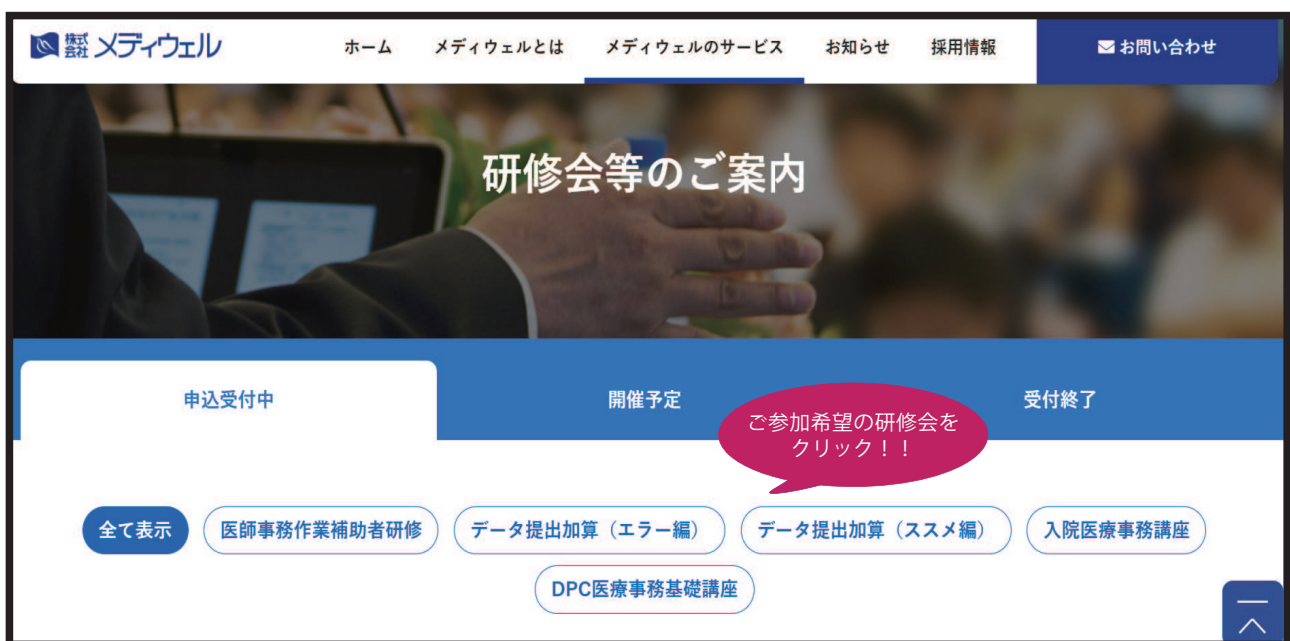 株式会社 メディウェル
ホーム
メディウェルとは
メディウェルのサービス
お知らせ
採用情報
お問い合わせ
研修会等のご案内
申込受付中
開催予定
受付終了
ご参加希望の研修会を
クリック!!
全て表示
医師事務作業補助者研修
データ提出加算(エラー編)
データ提出加算(ススメ編)
入院医療事務講座
DPC医療事務基礎講座